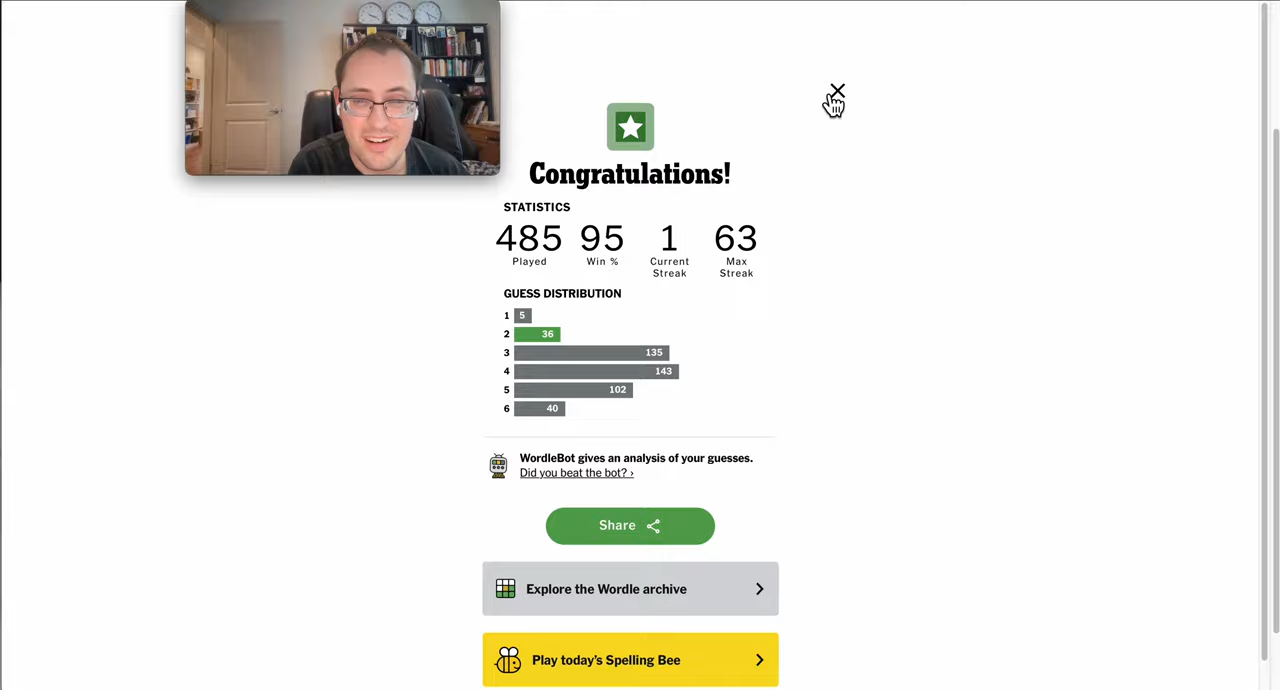 Congratulations!
STATISTICS
485 95 1 63
Played Win % Current Streak Max Streak
GUESS DISTRIBUTION
1 5
2 36
3 135
4 143
5 102
6 40
WordleBot gives an analysis of your guesses.
Did you beat the bot? ›
Share
Explore the Wordle archive
Play today's Spelling Bee